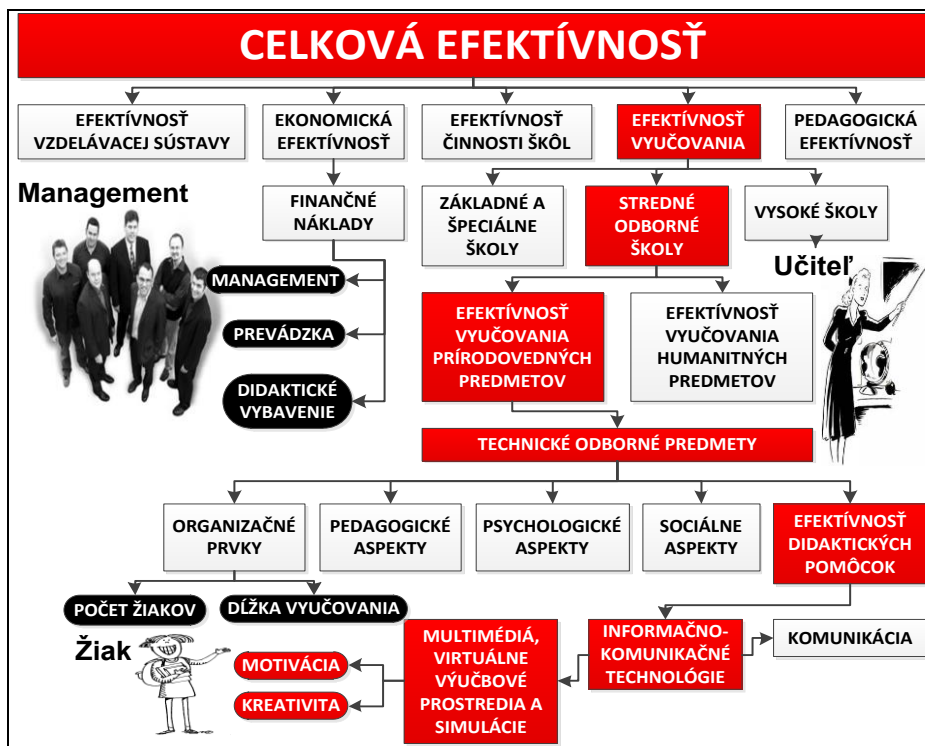 CELKOVÁ EFEKTÍVNOSŤ
EFEKTÍVNOSŤ
VZDELÁVACEJ SÚSTAVY
EKONOMICKÁ
EFEKTÍVNOSŤ
EFEKTÍVNOSŤ
ČINNOSTI ŠKÔL
EFEKTÍVNOSŤ
VYUČOVANIA
PEDAGOGICKÁ
EFEKTÍVNOSŤ
Management
FINANČNÉ
NÁKLADY
ZÁKLADNÉ A
ŠPECIÁLNE
ŠKOLY
STREDNÉ
ODBORNÉ
ŠKOLY
VYSOKÉ ŠKOLY
Učiteľ
MANAGEMENT
PREVÁDZKA
DIDAKTICKÉ
VYBAVENIE
EFEKTÍVNOSŤ
VYUČOVANIA
PRÍRODOVEDNÝCH
PREDMETOV
EFEKTÍVNOSŤ
VYUČOVANIA
HUMANITNÝCH
PREDMETOV
TECHNICKÉ ODBORNÉ PREDMETY
ORGANIZAČNÉ
PRVKY
PEDAGOGICKÉ
ASPEKTY
PSYCHOLOGICKÉ
ASPEKTY
SOCIÁLNE
ASPEKTY
EFEKTÍVNOSŤ
DIDAKTICKÝCH
POMÔCOK
POČET ŽIAKOV
DĹŽKA VYUČOVANIA
Žiak
MOTIVÁCIA
KREATIVITA
MULTIMÉDIÁ,
VIRTUÁLNE
VÝUČBOVÉ
PROSTREDIA A
SIMULÁCIE
INFORMAČNO-
KOMUNIKAČNÉ
TECHNOLÓGIE
KOMUNIKÁCIA